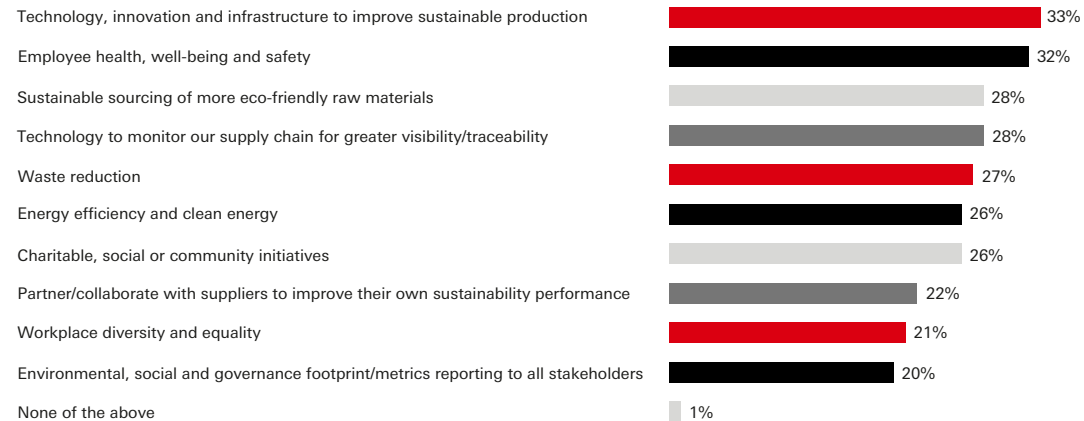 Technology, innovation and infrastructure to improve sustainable production 33%
Employee health, well-being and safety 32%
Sustainable sourcing of more eco-friendly raw materials 28%
Technology to monitor our supply chain for greater visibility/traceability 28%
Waste reduction 27%
Energy efficiency and clean energy 26%
Charitable, social or community initiatives 26%
Partner/collaborate with suppliers to improve their own sustainability performance 22%
Workplace diversity and equality 21%
Environmental, social and governance footprint/metrics reporting to all stakeholders 20%
None of the above 1%